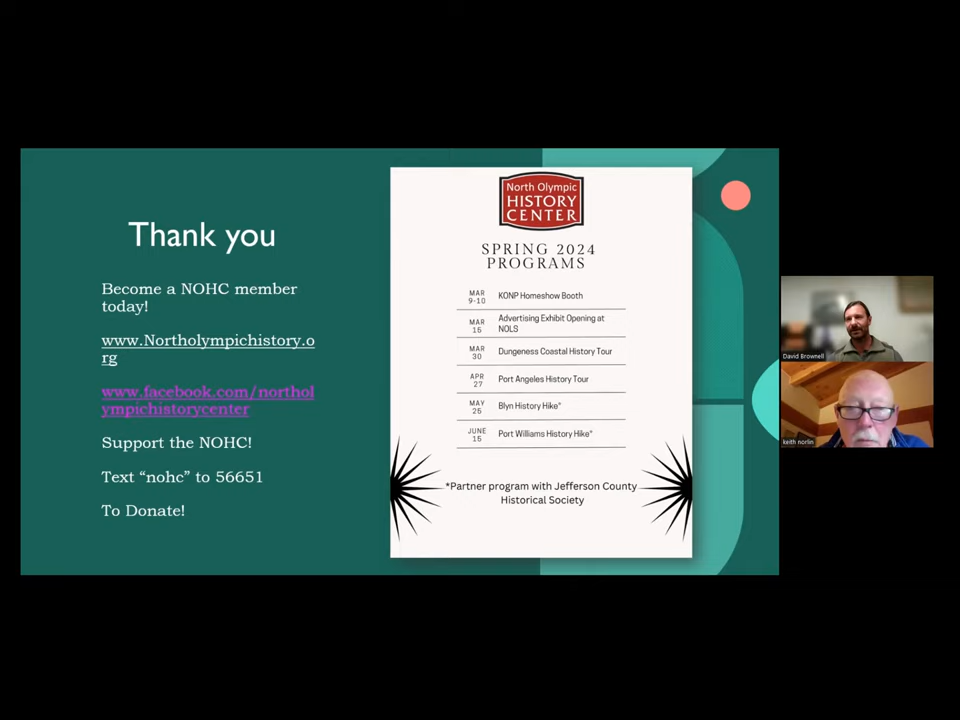 Thank you
Become a NOHC member
today!
www.Northolympichistory.o
rg
www.facebook.com/northol
ympichistorycenter
Support the NOHC!
Text “nohc” to 56651
To Donate!
North Olympic
HISTORY
CENTER
SPRING 2024
PROGRAMS
MAR
9-10
KONP Homeshow Booth
MAR
15
Advertising Exhibit Opening at
NOLS
MAR
30
Dungeness Coastal History Tour
APR
27
Port Angeles History Tour
MAY
25
Blyn History Hike*
JUNE
15
Port Williams History Hike*
*Partner program with Jefferson County
Historical Society
David Brownell
keith norlin